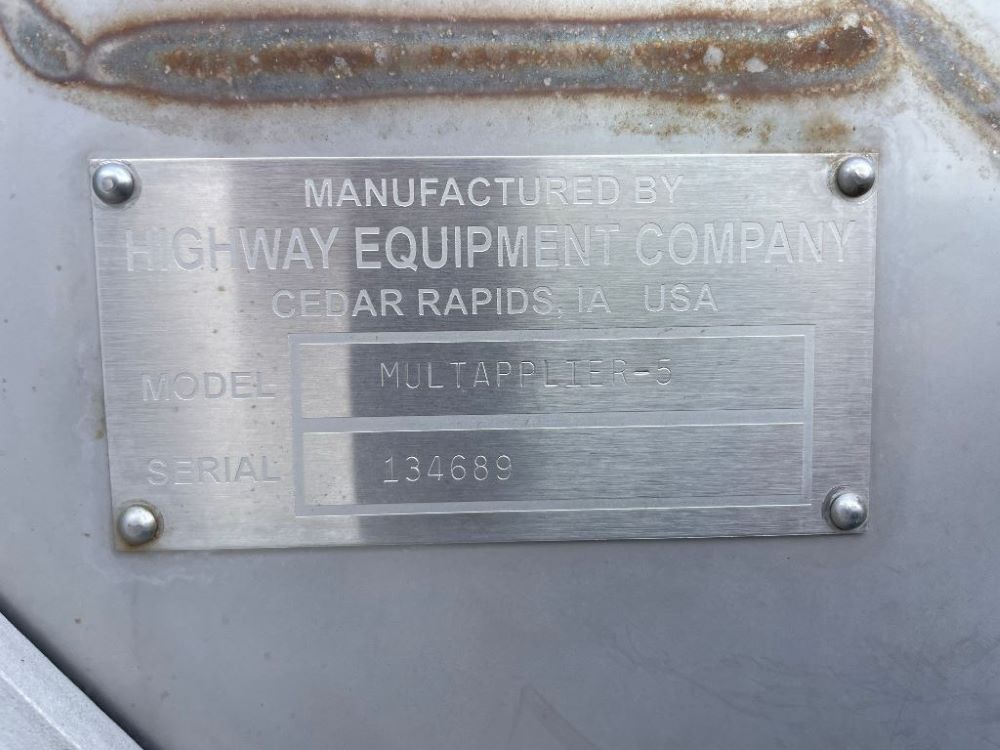 MANUFACTURED BY
HIGHWAY EQUIPMENT COMPANY
CEDAR RAPIDS, IA USA
MODEL MULTAPPLIER-5
SERIAL 134689